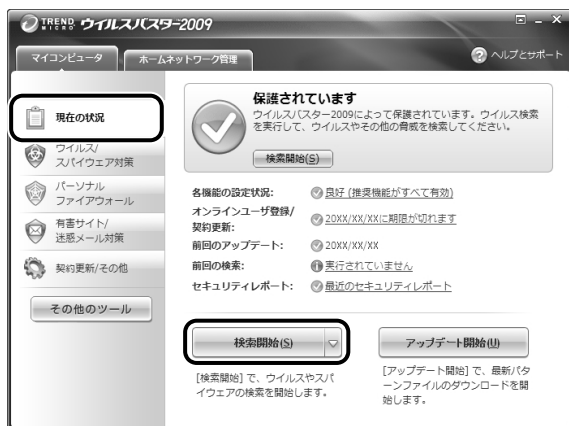 TREND MICRO ウイルスバスター2009
マイコンピュータ
ホームネットワーク管理
ヘルプとサポート
現在の状況
ウイルス/
スパイウェア対策
パーソナル
ファイアウォール
有害サイト/
迷惑メール対策
契約更新/その他
その他のツール
保護されています
ウイルスバスター2009によって保護されています。ウイルス検索
を実行して、ウイルスやその他の脅威を検索してください。
検索開始(S)
各機能の設定状況: 良好 (推奨機能がすべて有効)
オンラインユーザ登録/
契約更新: 20XX/XX/XXに期限が切れます
前回のアップデート: 20XX/XX/XX
前回の検索: 実行されていません
セキュリティレポート: 最近のセキュリティレポート
検索開始(S)
[検索開始] で、ウイルスやスパ
イウェアの検索を開始します。
アップデート開始(U)
[アップデート開始] で、最新パタ
ーンファイルのダウンロードを開
始します。